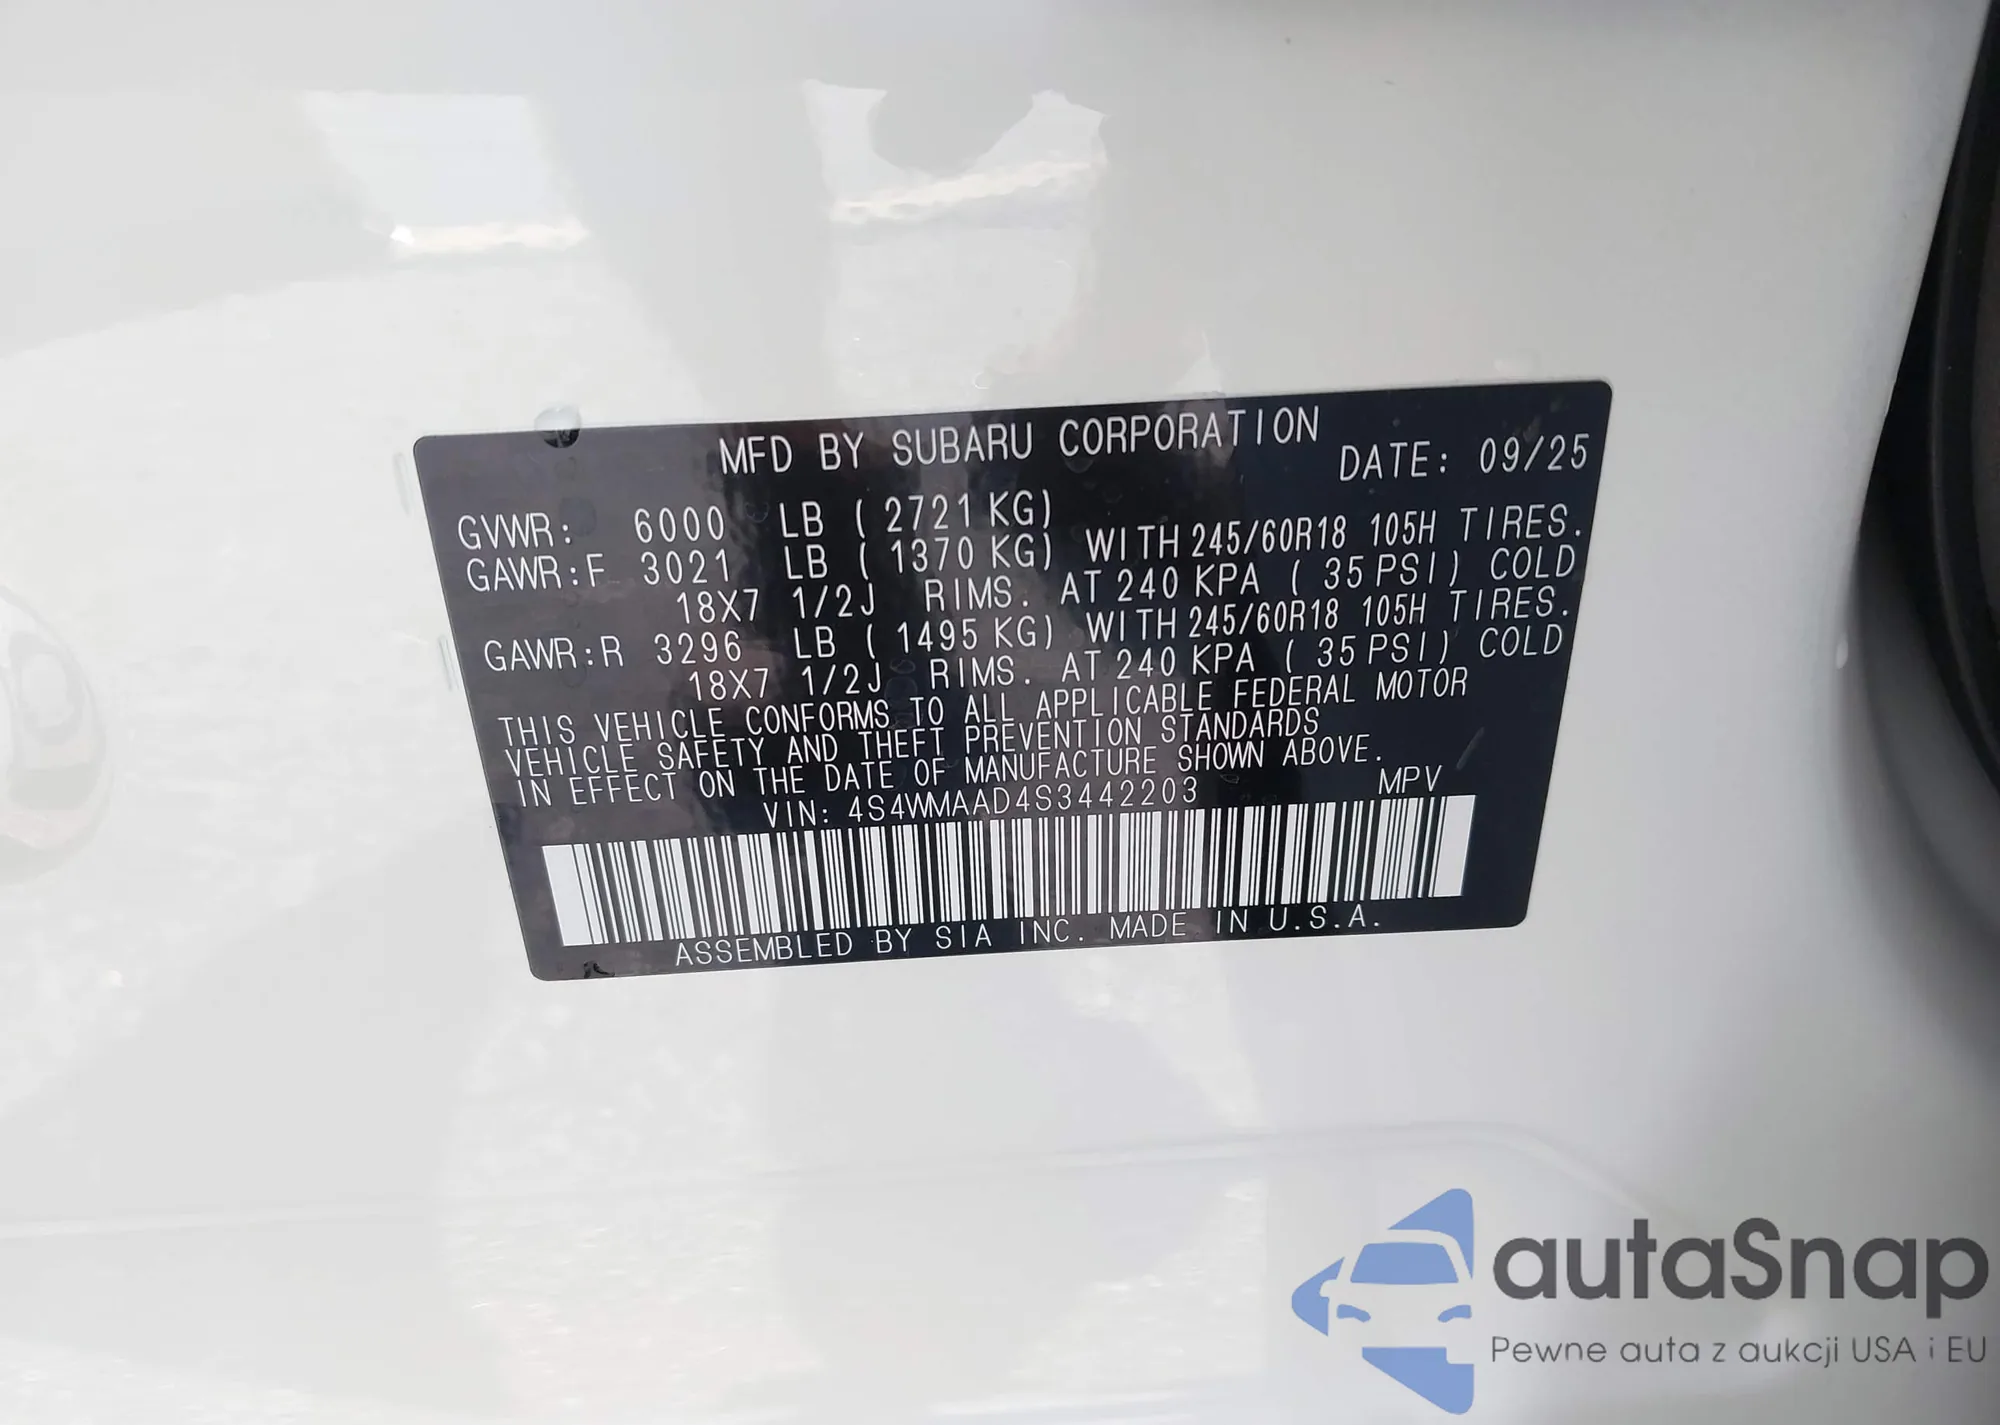 MFD BY SUBARU CORPORATION DATE: 09/25
GVWR: 6000 LB ( 2721 KG)
GAWR:F 3021 LB ( 1370 KG) WITH 245/60R18 105H TIRES.
18X7 1/2J RIMS. AT 240 KPA ( 35 PSI) COLD
GAWR:R 3296 LB ( 1495 KG) WITH 245/60R18 105H TIRES.
18X7 1/2J RIMS. AT 240 KPA ( 35 PSI) COLD
THIS VEHICLE CONFORMS TO ALL APPLICABLE FEDERAL MOTOR
VEHICLE SAFETY AND THEFT PREVENTION STANDARDS
IN EFFECT ON THE DATE OF MANUFACTURE SHOWN ABOVE.
VIN: 4S4WMAAD4S3442203 MPV
ASSEMBLED BY SIA INC. MADE IN U.S.A.
autaSnap
Pewne auta z aukcji USA i EU